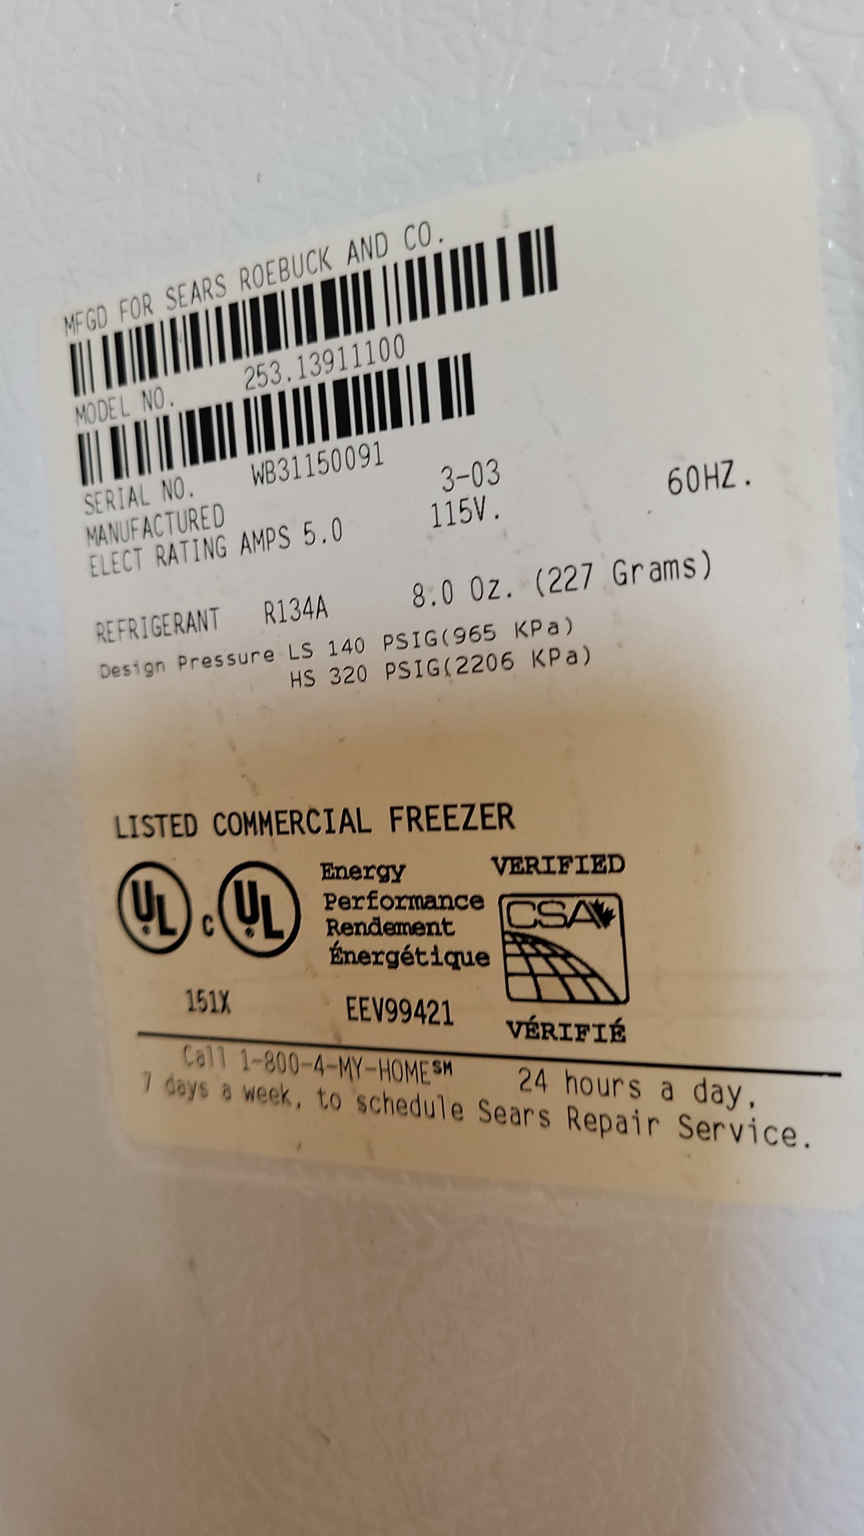 MFGD FOR SEARS ROEBUCK AND CO.
MODEL NO. 253.13911100
SERIAL NO. WB31150091
MANUFACTURED 3-03
ELECT RATING AMPS 5.0 115V. 60HZ.
REFRIGERANT R134A 8.0 Oz. (227 Grams)
Design Pressure LS 140 PSIG(965 KPa)
HS 320 PSIG(2206 KPa)
LISTED COMMERCIAL FREEZER
UL c UL
Energy
Performance
Rendement
Énergétique
VERIFIED
CSA
VÉRIFIÉ
151X EEV99421
Call 1-800-4-MY-HOME℠ 24 hours a day,
7 days a week, to schedule Sears Repair Service.